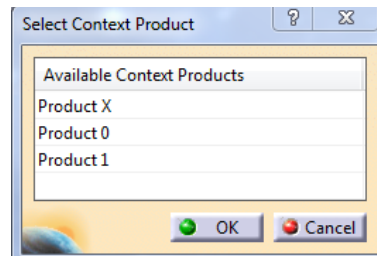 Select Context Product
Available Context Products
Product X
Product 0
Product 1
OK Cancel